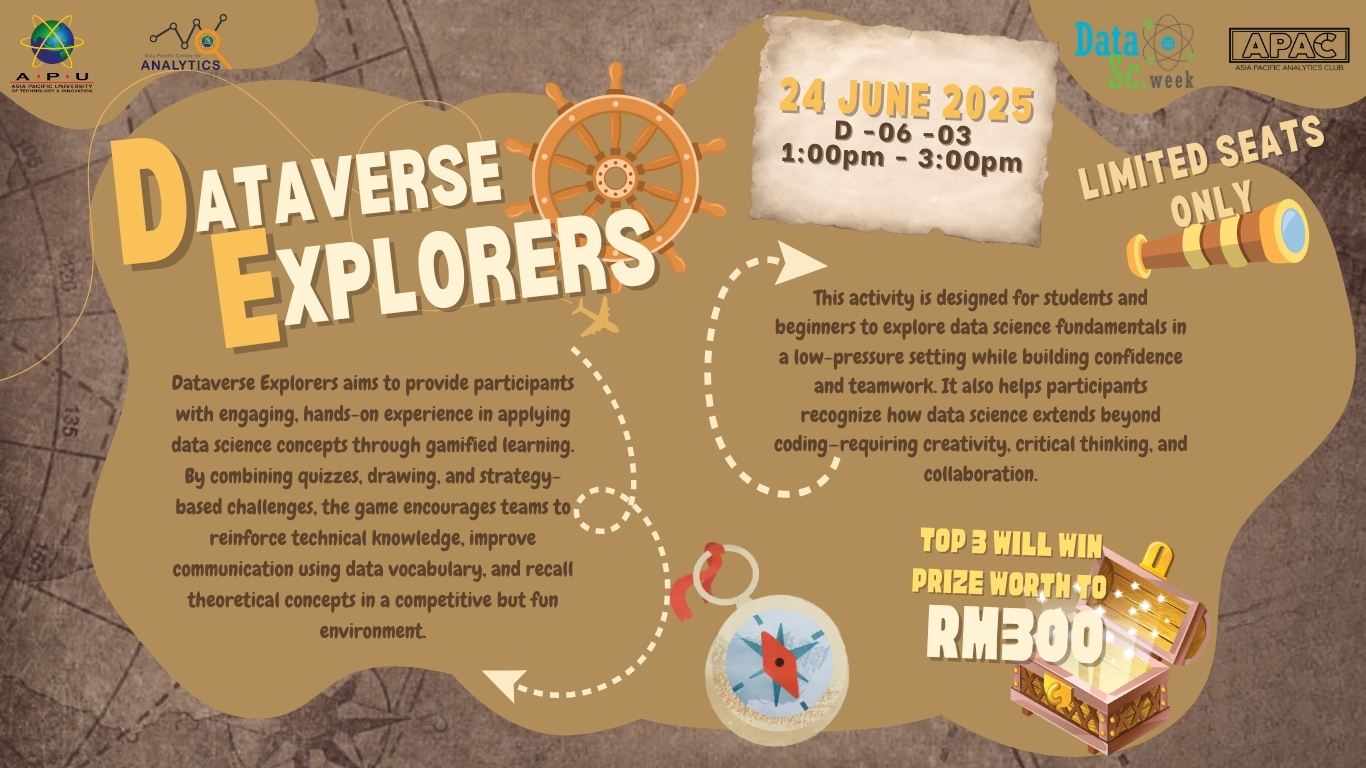 A·P·U
ASIA PACIFIC UNIVERSITY
OF TECHNOLOGY & INNOVATION
Asia Pacific Centre for
ANALYTICS
Data
Sc.week
APAC
ASIA PACIFIC ANALYTICS CLUB
DATAVERSE
EXPLORERS
24 JUNE 2025
D -06 -03
1:00pm - 3:00pm
LIMITED SEATS
ONLY
Dataverse Explorers aims to provide participants
with engaging, hands-on experience in applying
data science concepts through gamified learning.
By combining quizzes, drawing, and strategy-
based challenges, the game encourages teams to
reinforce technical knowledge, improve
communication using data vocabulary, and recall
theoretical concepts in a competitive but fun
environment.
This activity is designed for students and
beginners to explore data science fundamentals in
a low-pressure setting while building confidence
and teamwork. It also helps participants
recognize how data science extends beyond
coding—requiring creativity, critical thinking, and
collaboration.
TOP 3 WILL WIN
PRIZE WORTH TO
RM300
135